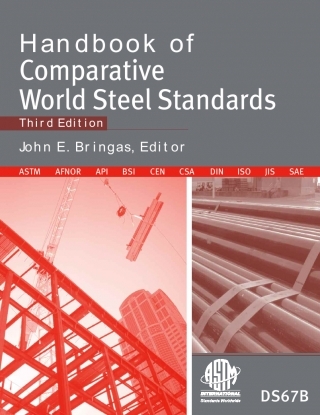 Handbook of
Comparative
World Steel Standards
Third Edition
John E. Bringas, Editor
ASTM AFNOR API BSI CEN CSA DIN ISO JIS SAE
ASTM
INTERNATIONAL
Standards Worldwide
DS67B